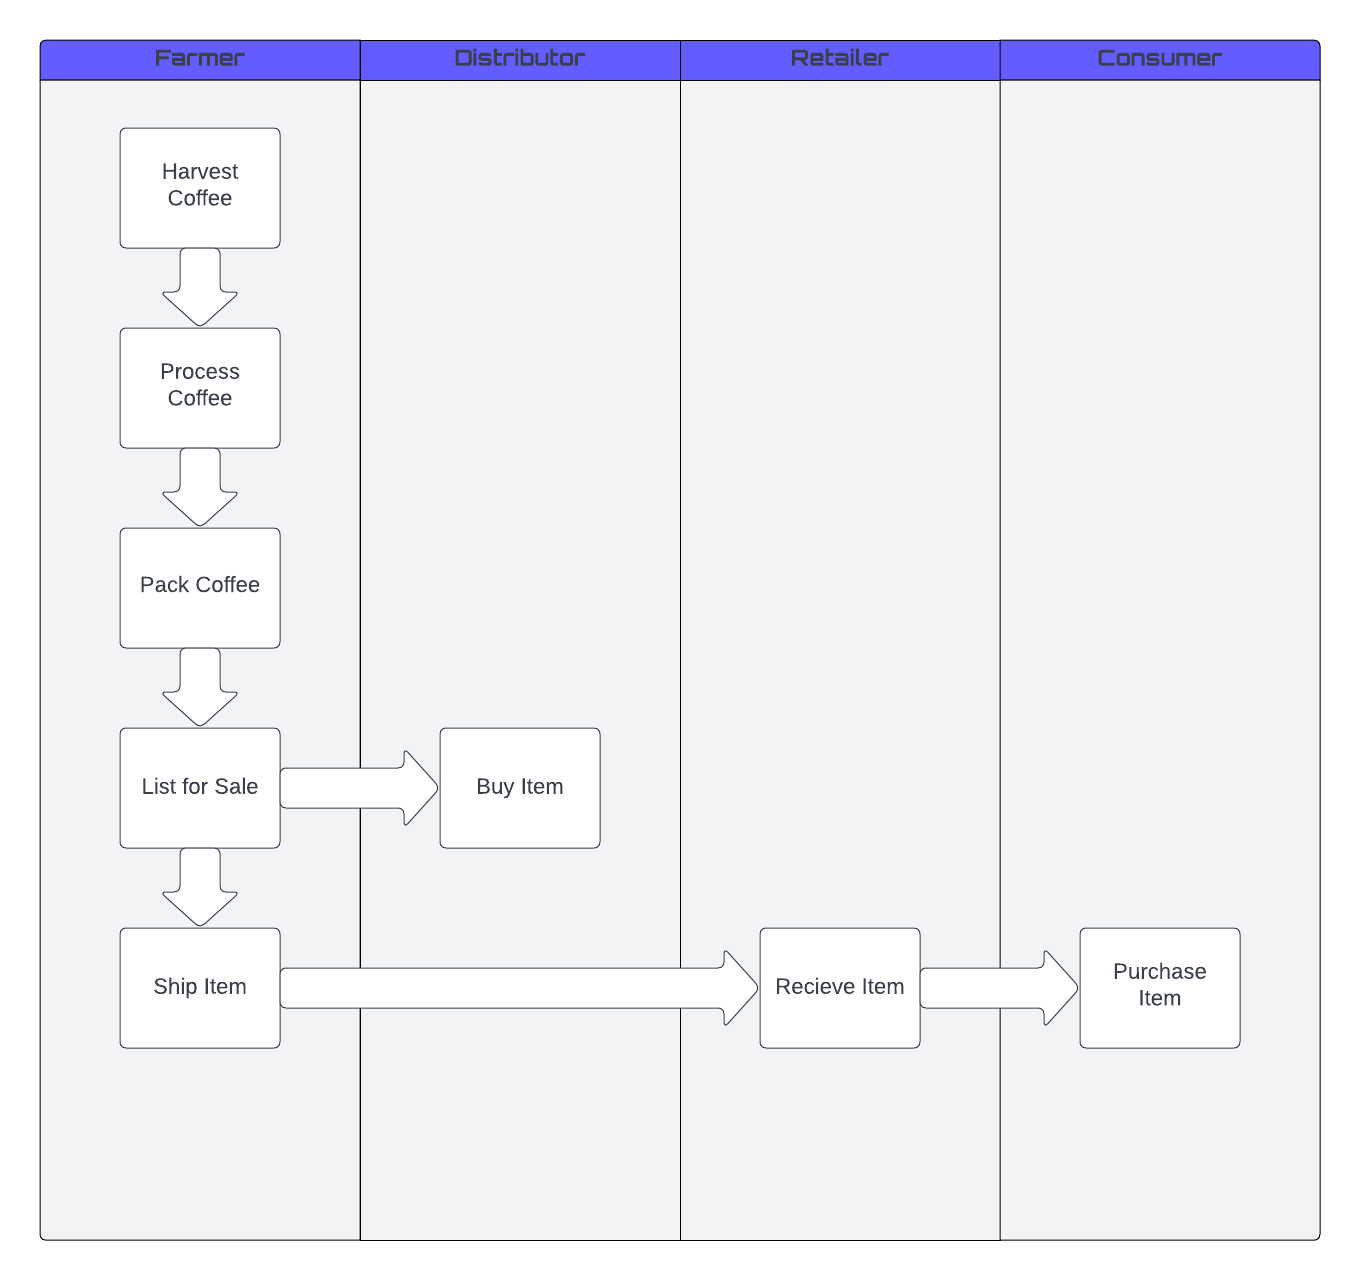 Farmer
Distributor
Retailer
Consumer
Harvest
Coffee
Process
Coffee
Pack Coffee
List for Sale
Buy Item
Ship Item
Recieve Item
Purchase
Item